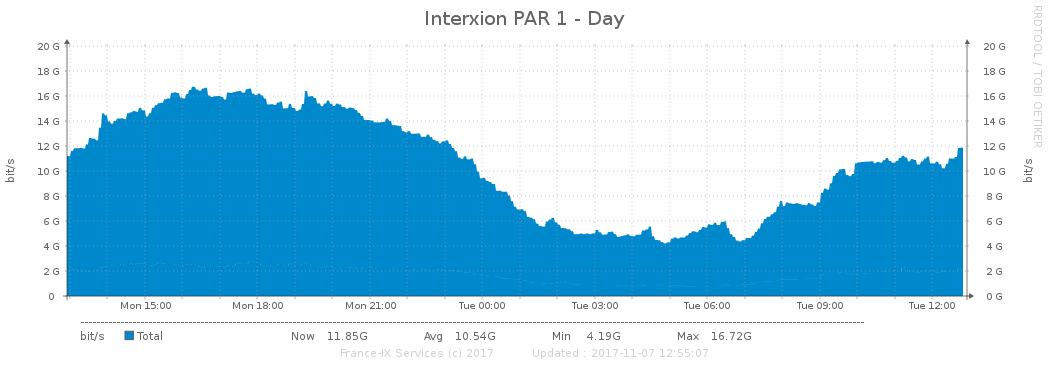 Interxion PAR 1 - Day
RRDTOOL / TOBI OETIKER
20 G 20 G
18 G 18 G
16 G 16 G
14 G 14 G
12 G 12 G
10 G 10 G
8 G 8 G
6 G 6 G
4 G 4 G
2 G 2 G
0 0 G
bit/s bit/s
Mon 15:00 Mon 18:00 Mon 21:00 Tue 00:00 Tue 03:00 Tue 06:00 Tue 09:00 Tue 12:00
bit/s Total Now 11.85G Avg 10.54G Min 4.19G Max 16.72G
France-IX Services (c) 2017 Updated : 2017-11-07 12:55:07